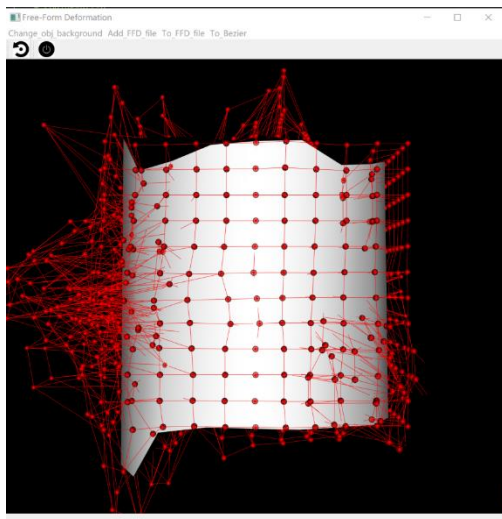 Free-Form Deformation
Change_obj_background Add_FFD_file To_FFD_file To_Bezier